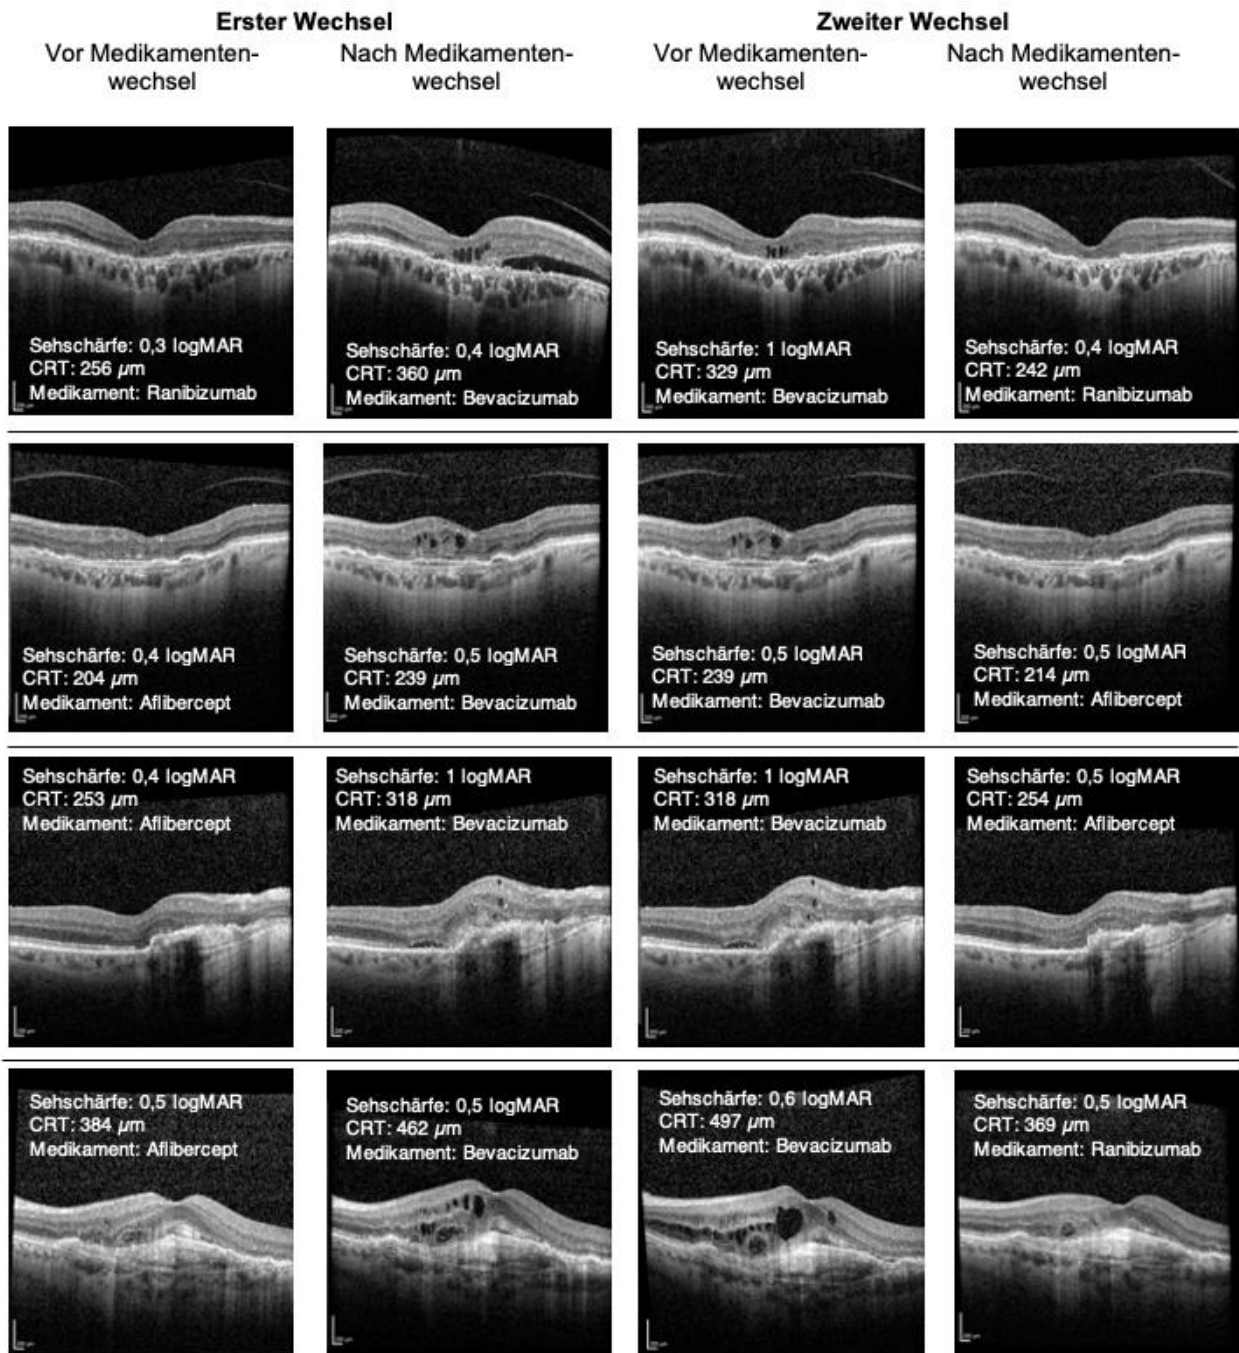 Erster Wechsel
Zweiter Wechsel
Vor Medikamenten-
wechsel
Nach Medikamenten-
wechsel
Vor Medikamenten-
wechsel
Nach Medikamenten-
wechsel
Sehschärfe: 0,3 logMAR
CRT: 256 µm
Medikament: Ranibizumab
Sehschärfe: 0,4 logMAR
CRT: 360 µm
Medikament: Bevacizumab
Sehschärfe: 1 logMAR
CRT: 329 µm
Medikament: Bevacizumab
Sehschärfe: 0,4 logMAR
CRT: 242 µm
Medikament: Ranibizumab
Sehschärfe: 0,4 logMAR
CRT: 204 µm
Medikament: Aflibercept
Sehschärfe: 0,5 logMAR
CRT: 239 µm
Medikament: Bevacizumab
Sehschärfe: 0,5 logMAR
CRT: 239 µm
Medikament: Bevacizumab
Sehschärfe: 0,5 logMAR
CRT: 214 µm
Medikament: Aflibercept
Sehschärfe: 0,4 logMAR
CRT: 253 µm
Medikament: Aflibercept
Sehschärfe: 1 logMAR
CRT: 318 µm
Medikament: Bevacizumab
Sehschärfe: 1 logMAR
CRT: 318 µm
Medikament: Bevacizumab
Sehschärfe: 0,5 logMAR
CRT: 254 µm
Medikament: Aflibercept
Sehschärfe: 0,5 logMAR
CRT: 384 µm
Medikament: Aflibercept
Sehschärfe: 0,5 logMAR
CRT: 462 µm
Medikament: Bevacizumab
Sehschärfe: 0,6 logMAR
CRT: 497 µm
Medikament: Bevacizumab
Sehschärfe: 0,5 logMAR
CRT: 369 µm
Medikament: Ranibizumab